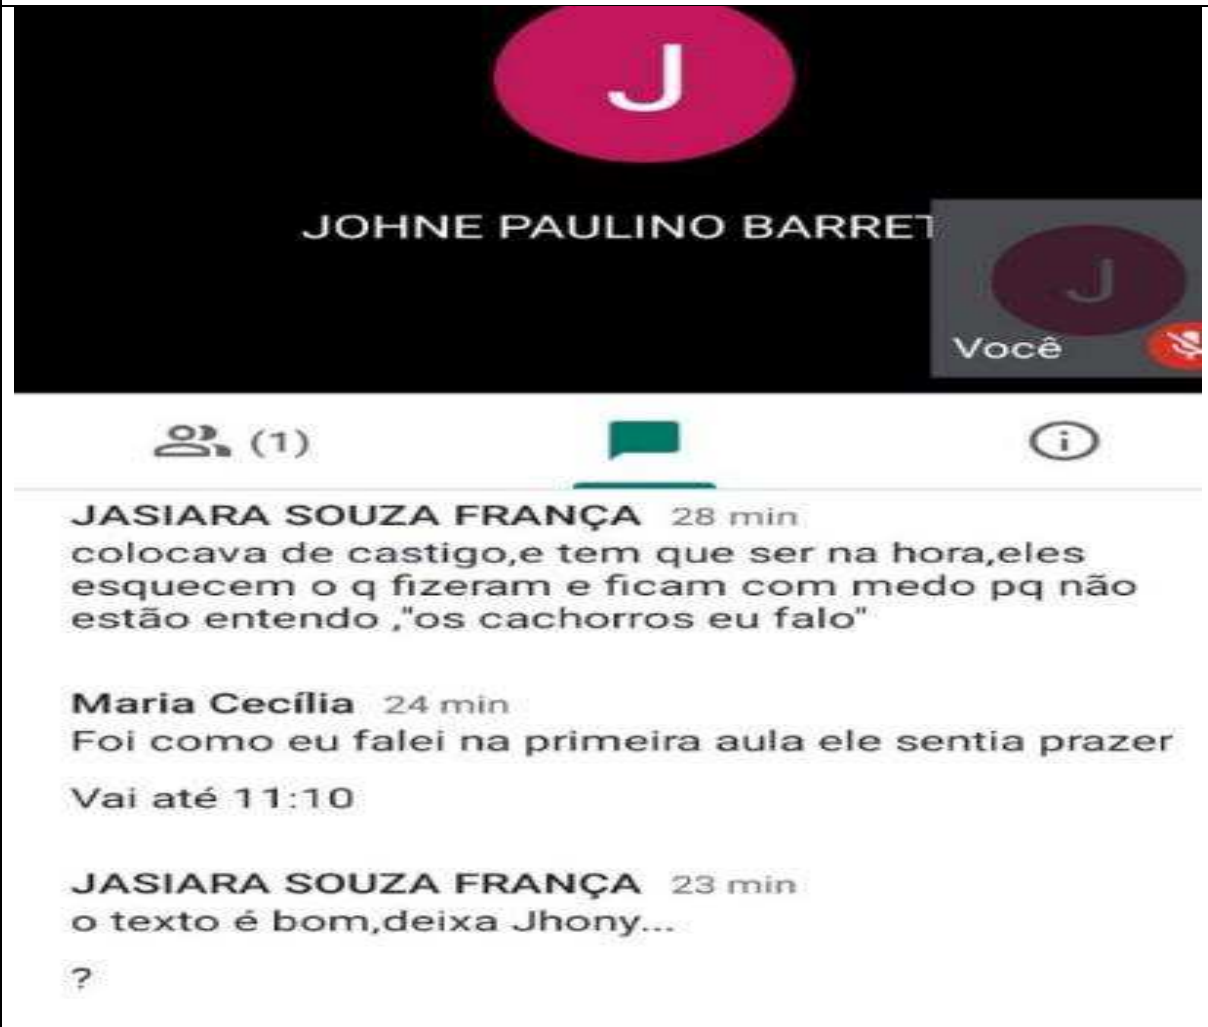 J
JOHNE PAULINO BARRET
J
Você
(1)
JASIARA SOUZA FRANÇA 28 min
colocava de castigo,e tem que ser na hora,eles
esquecem o q fizeram e ficam com medo pq não
estão entendo ,"os cachorros eu falo"
Maria Cecília 24 min
Foi como eu falei na primeira aula ele sentia prazer
Vai até 11:10
JASIARA SOUZA FRANÇA 23 min
o texto é bom,deixa Jhony...
?